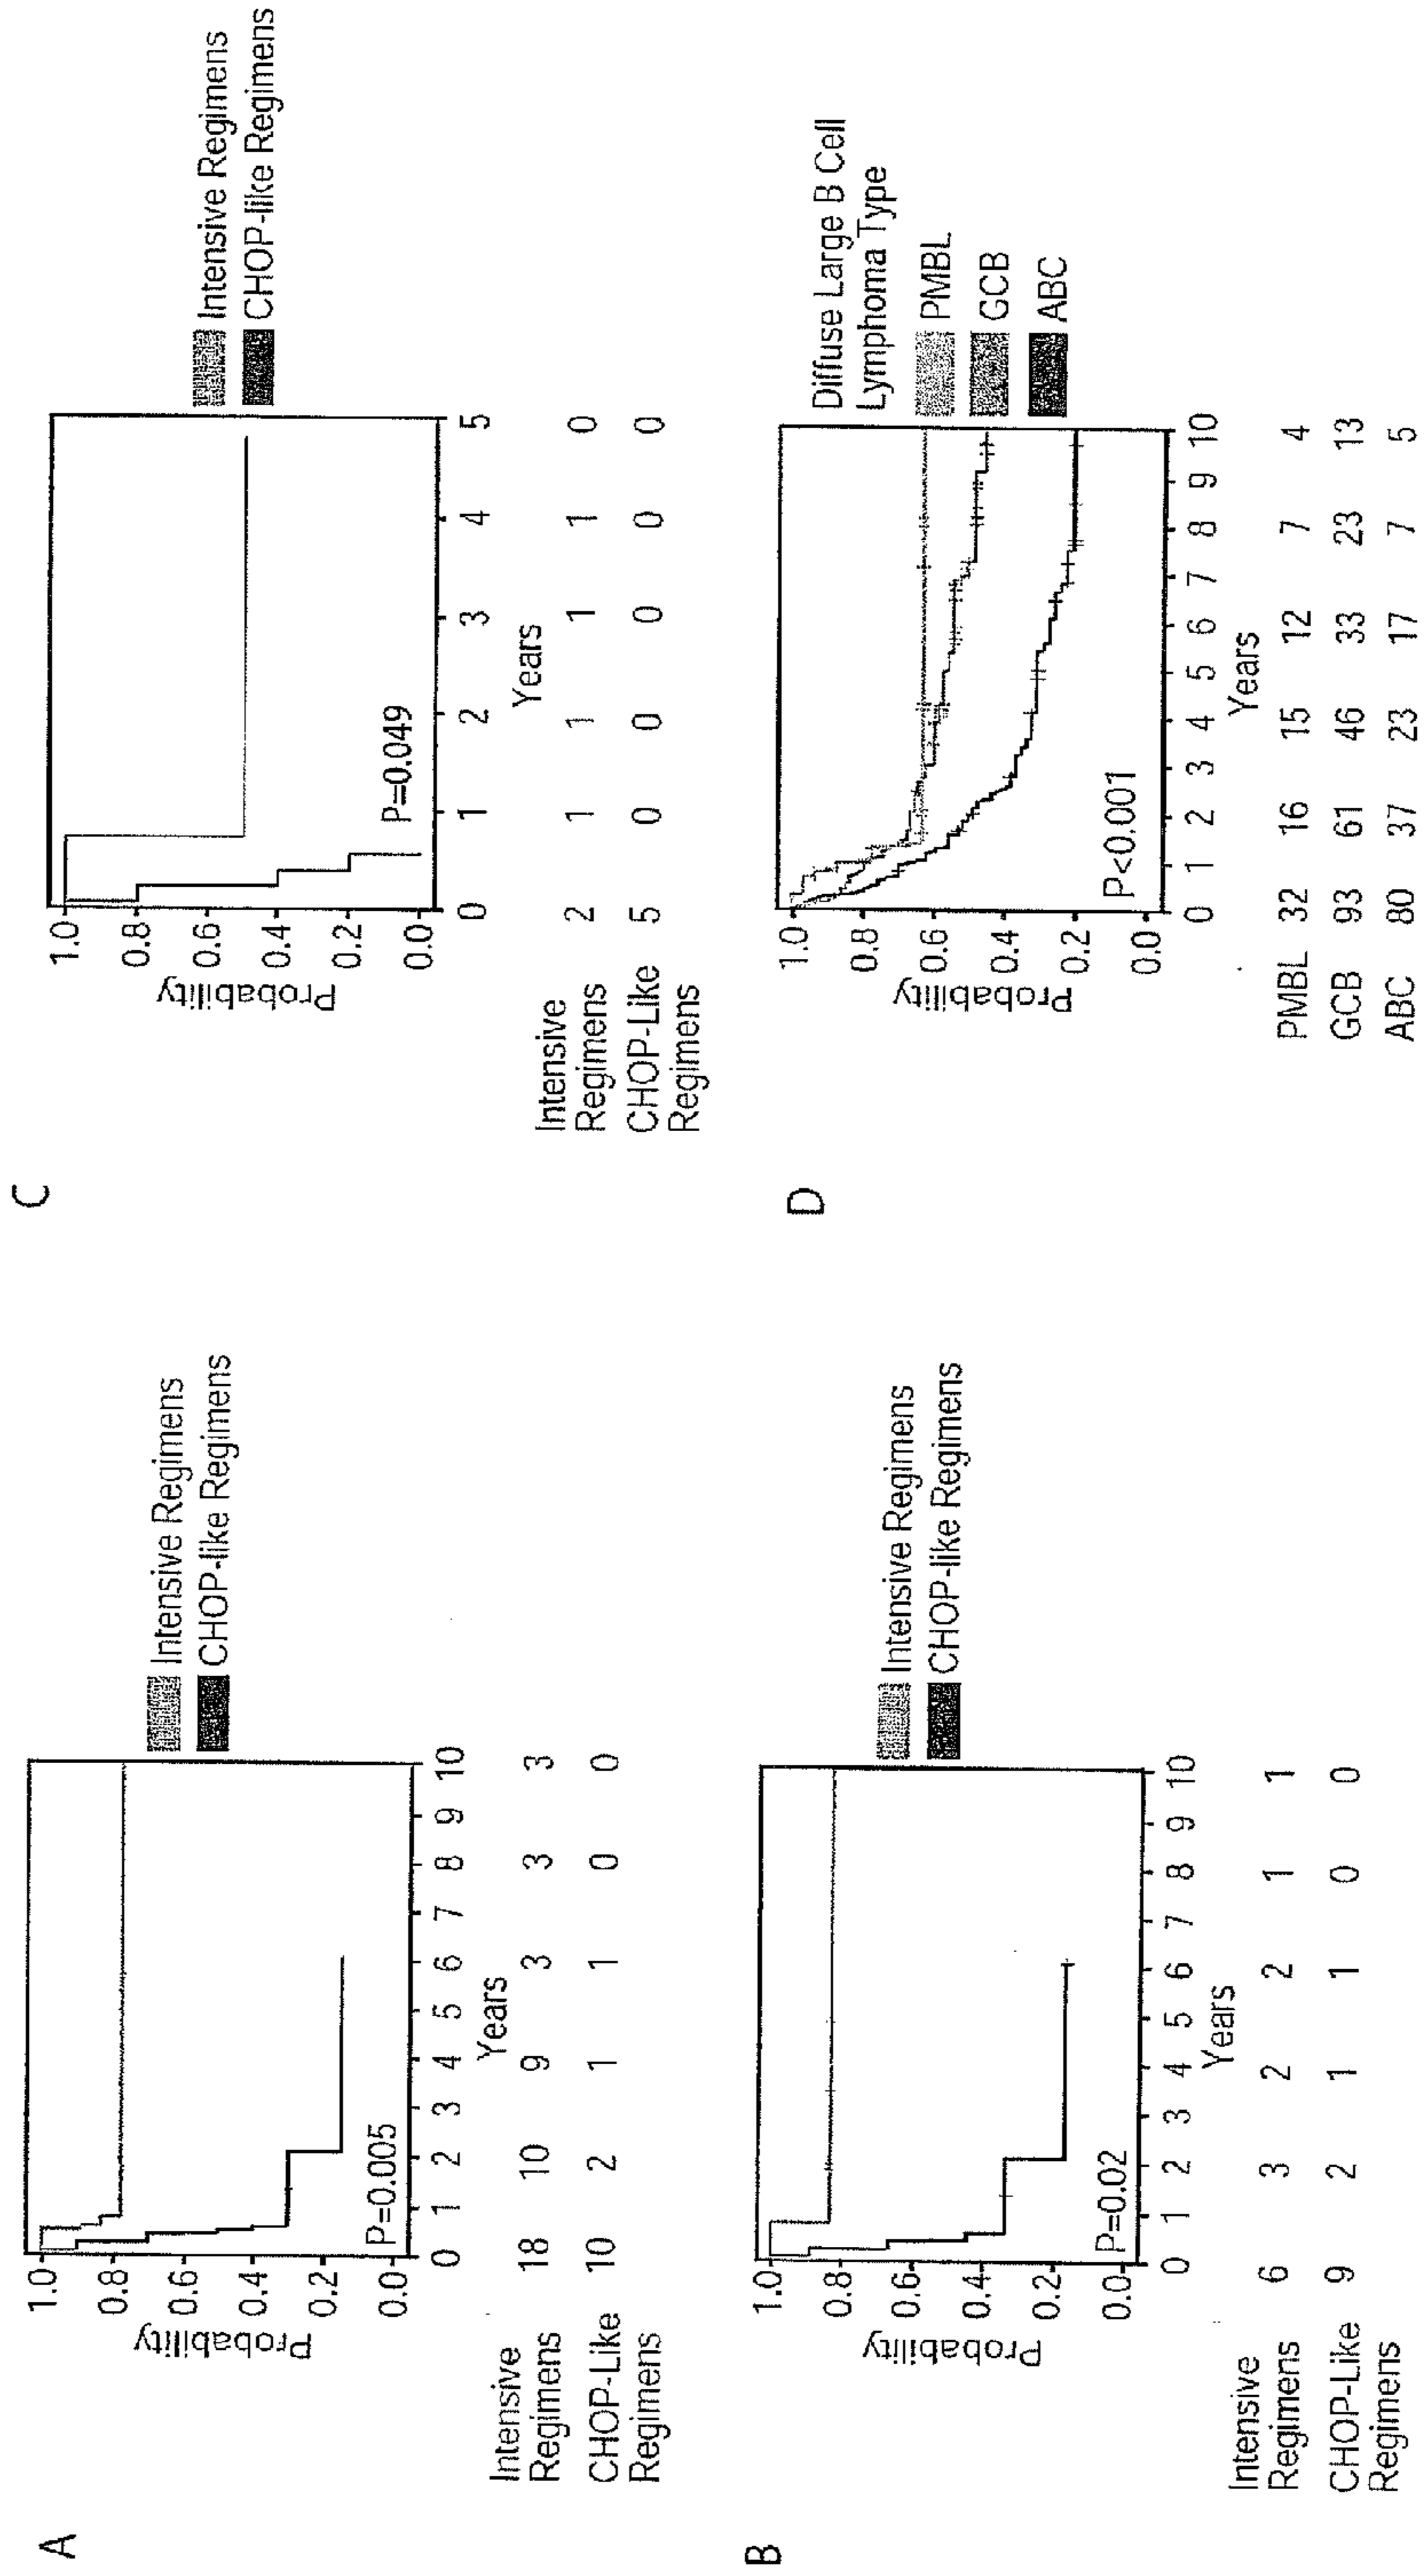 A
Probability
1.0
0.8
0.6
0.4
0.2
0.0
P=0.005
0 1 2 3 4 5 6 7 8 9 10
Years
Intensive Regimens
CHOP-like Regimens
Intensive
Regimens 18 10 9 3 3 3
CHOP-Like
Regimens 10 2 1 1 0 0
B
Probability
1.0
0.8
0.6
0.4
0.2
0.0
P=0.02
0 1 2 3 4 5 6 7 8 9 10
Years
Intensive Regimens
CHOP-like Regimens
Intensive
Regimens 6 3 2 2 1 1
CHOP-Like
Regimens 9 2 1 1 0 0
C
Probability
1.0
0.8
0.6
0.4
0.2
0.0
P=0.049
0 1 2 3 4 5
Years
Intensive Regimens
CHOP-like Regimens
Intensive
Regimens 2 1 1 1 1 0
CHOP-Like
Regimens 5 0 0 0 0 0
D
Probability
1.0
0.8
0.6
0.4
0.2
0.0
P<0.001
0 1 2 3 4 5 6 7 8 9 10
Years
Diffuse Large B Cell
Lymphoma Type
PMBL
GCB
ABC
PMBL 32 16 15 12 7 4
GCB 93 61 46 33 23 13
ABC 80 37 23 17 7 5